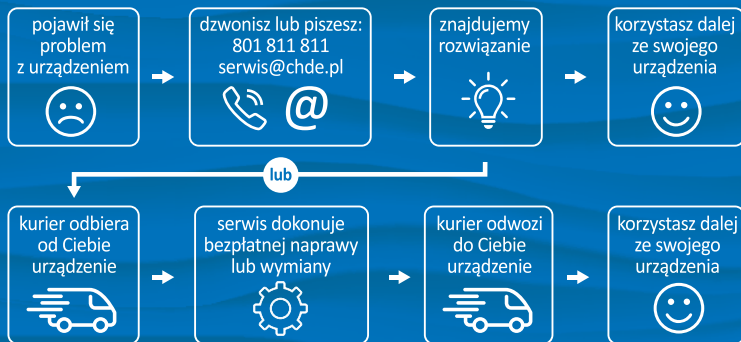 pojawił się
problem
z urządzeniem
dzwonisz lub piszesz:
801 811 811
serwis@chde.pl
@
znajdujemy
rozwiązanie
korzystasz dalej
ze swojego
urządzenia
lub
kurier odbiera
od Ciebie
urządzenie
serwis dokonuje
bezpłatnej naprawy
lub wymiany
kurier odwozi
do Ciebie
urządzenie
korzystasz dalej
ze swojego
urządzenia